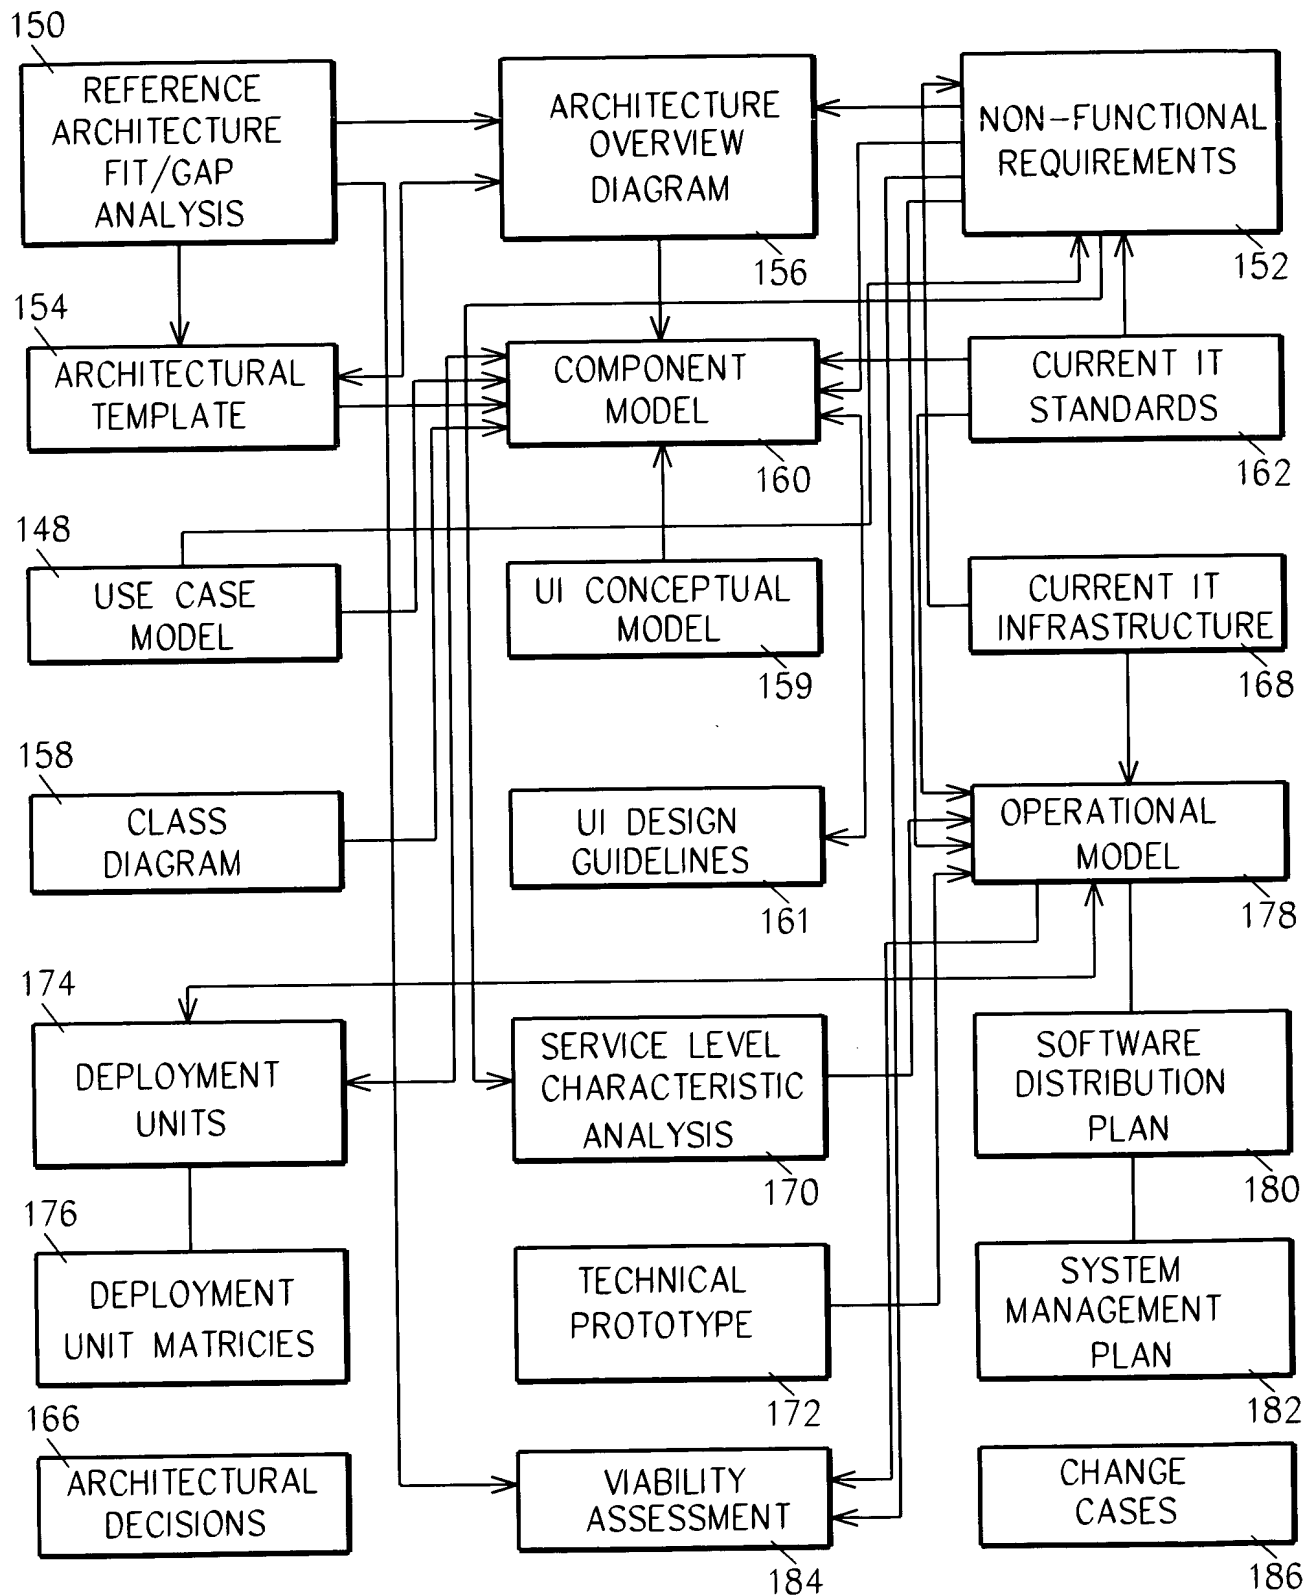 150
REFERENCE
ARCHITECTURE
FIT/GAP
ANALYSIS
ARCHITECTURE
OVERVIEW
DIAGRAM
156
NON-FUNCTIONAL
REQUIREMENTS
152
154
ARCHITECTURAL
TEMPLATE
COMPONENT
MODEL
160
CURRENT IT
STANDARDS
162
148
USE CASE
MODEL
UI CONCEPTUAL
MODEL
159
CURRENT IT
INFRASTRUCTURE
168
158
CLASS
DIAGRAM
UI DESIGN
GUIDELINES
161
OPERATIONAL
MODEL
178
174
DEPLOYMENT
UNITS
SERVICE LEVEL
CHARACTERISTIC
ANALYSIS
170
SOFTWARE
DISTRIBUTION
PLAN
180
176
DEPLOYMENT
UNIT MATRICIES
TECHNICAL
PROTOTYPE
172
SYSTEM
MANAGEMENT
PLAN
182
166
ARCHITECTURAL
DECISIONS
VIABILITY
ASSESSMENT
184
CHANGE
CASES
186